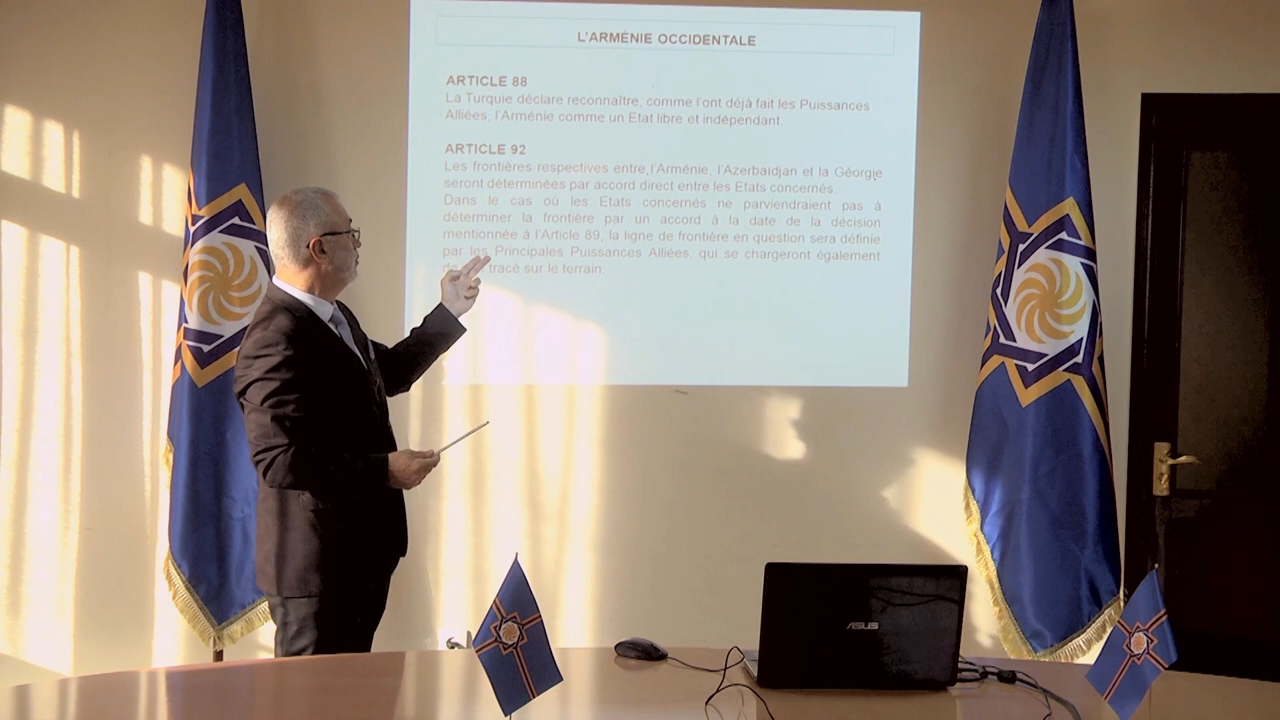 L'ARMÉNIE OCCIDENTALE
ARTICLE 88
La Turquie déclare reconnaître, comme l'ont déjà fait les Puissances
Alliées, l'Arménie comme un Etat libre et indépendant.
ARTICLE 92
Les frontières respectives entre l'Arménie, l'Azerbaïdjan et la Géorgie
seront déterminées par accord direct entre les Etats concernés.
Dans le cas où les Etats concernés ne parviendraient pas à
déterminer la frontière par un accord à la date de la décision
mentionnée à l'Article 89, la ligne de frontière en question sera définie
par les Principales Puissances Alliées, qui se chargeront également
tracé sur le terrain.
ASUS